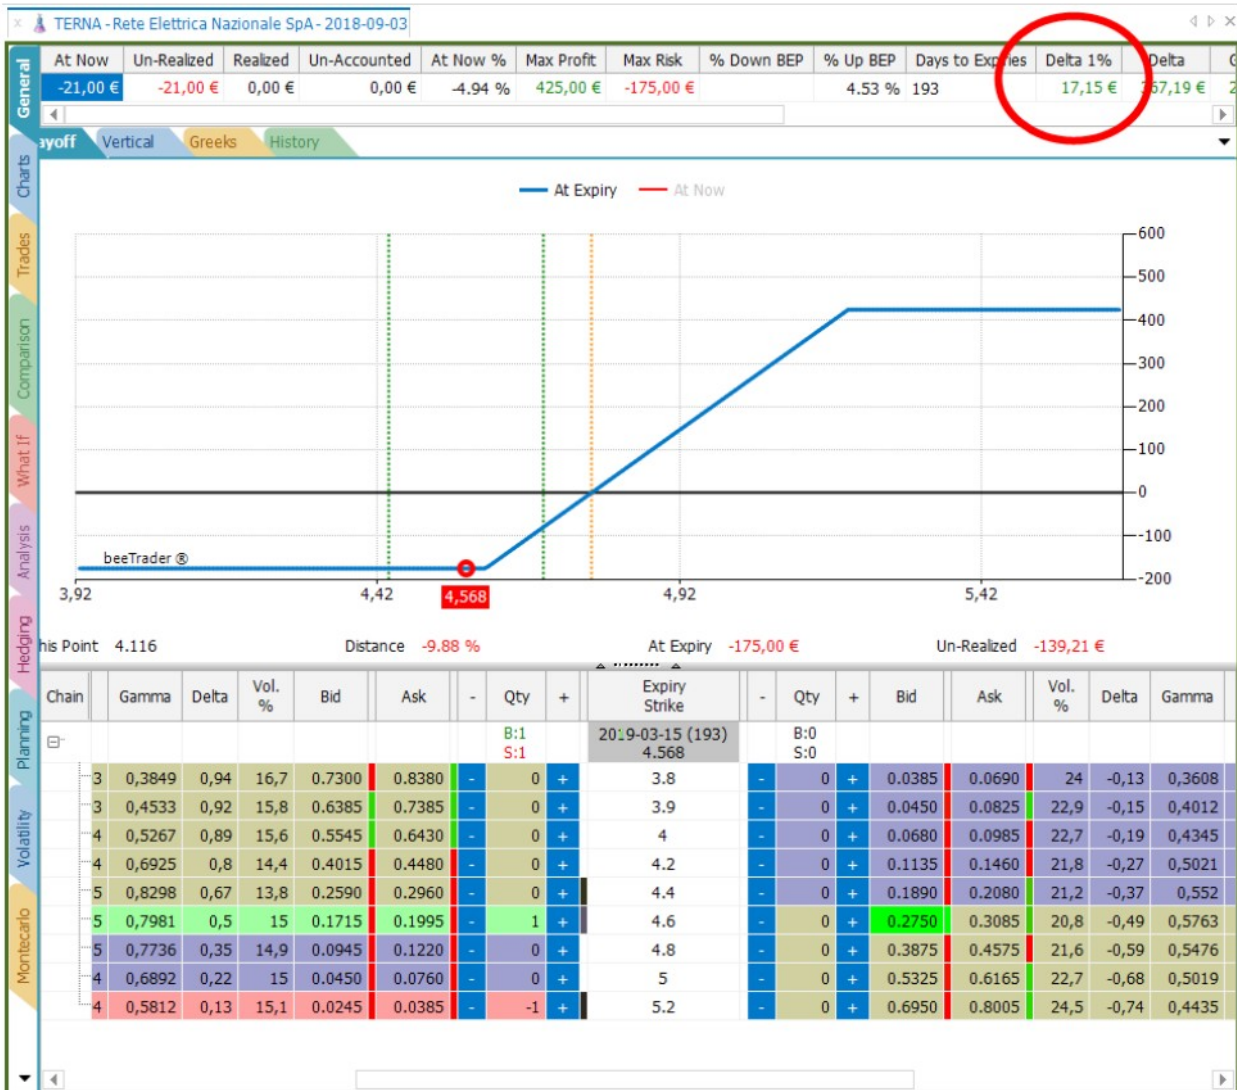 TERNA - Rete Elettrica Nazionale SpA - 2018-09-03
At Now Un-Realized Realized Un-Accounted At Now % Max Profit Max Risk % Down BEP % Up BEP Days to Expiries Delta 1% Delta
-21,00 € -21,00 € 0,00 € 0,00 € -4.94 % 425,00 € -175,00 € 4.53 % 193 17,15 € 367,19 €
ayoff Vertical Greeks History
General
Charts
Trades
Comparison
What If
Analysis
Hedging
Planning
Volatility
Montecarlo
At Expiry At Now
600
500
400
300
200
100
0
-100
-200
beeTrader ®
3,92 4,42 4,568 4,92 5,42
his Point 4.116 Distance -9.88 % At Expiry -175,00 € Un-Realized -139,21 €
Chain Gamma Delta Vol. % Bid Ask - Qty + Expiry Strike - Qty + Bid Ask Vol. % Delta Gamma
B:1 2019-03-15 (193) B:0
S:1 4.568 S:0
3 0,3849 0,94 16,7 0.7300 0.8380 - 0 + 3.8 - 0 + 0.0385 0.0690 24 -0,13 0,3608
3 0,4533 0,92 15,8 0.6385 0.7385 - 0 + 3.9 - 0 + 0.0450 0.0825 22,9 -0,15 0,4012
4 0,5267 0,89 15,6 0.5545 0.6430 - 0 + 4 - 0 + 0.0680 0.0985 22,7 -0,19 0,4345
4 0,6925 0,8 14,4 0.4015 0.4480 - 0 + 4.2 - 0 + 0.1135 0.1460 21,8 -0,27 0,5021
5 0,8298 0,67 13,8 0.2590 0.2960 - 0 + 4.4 - 0 + 0.1890 0.2080 21,2 -0,37 0,552
5 0,7981 0,5 15 0.1715 0.1995 - 1 + 4.6 - 0 + 0.2750 0.3085 20,8 -0,49 0,5763
5 0,7736 0,35 14,9 0.0945 0.1220 - 0 + 4.8 - 0 + 0.3875 0.4575 21,6 -0,59 0,5476
4 0,6892 0,22 15 0.0450 0.0760 - 0 + 5 - 0 + 0.5325 0.6165 22,7 -0,68 0,5019
4 0,5812 0,13 15,1 0.0245 0.0385 - -1 + 5.2 - 0 + 0.6950 0.8005 24,5 -0,74 0,4435